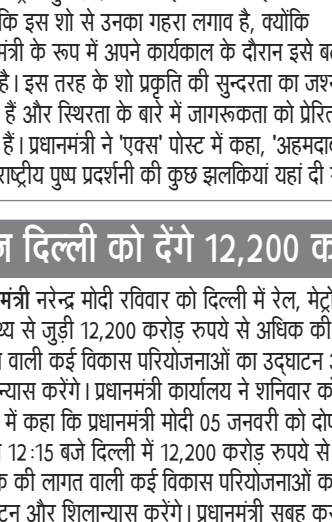 कि इस शो से उनका गहरा लगाव है, क्योंकि
मंत्री के रूप में अपने कार्यकाल के दौरान इसे
है। इस तरह के शो प्रकृति की सुन्दरता का
हैं और स्थिरता के बारे में जागरूकता को
हैं। प्रधानमंत्री ने 'एक्स' पोस्ट में कहा,
राष्ट्रीय पुष्प प्रदर्शनी की कुछ झलकियां यहां दी
दिल्ली को देंगे 12,200
मंत्री नरेन्द्र मोदी रविवार को दिल्ली में रेल,
से जुड़ी 12,200 करोड़ रुपये से अधिक की
वाली कई विकास परियोजनाओं का उद्घाटन
करेंगे। प्रधानमंत्री कार्यालय ने शनिवार को
में कहा कि प्रधानमंत्री मोदी 05 जनवरी को
12:15 बजे दिल्ली में 12,200 करोड़ रुपये से
की लागत वाली कई विकास परियोजनाओं
और शिलान्यास करेंगे। प्रधानमंत्री सुबह